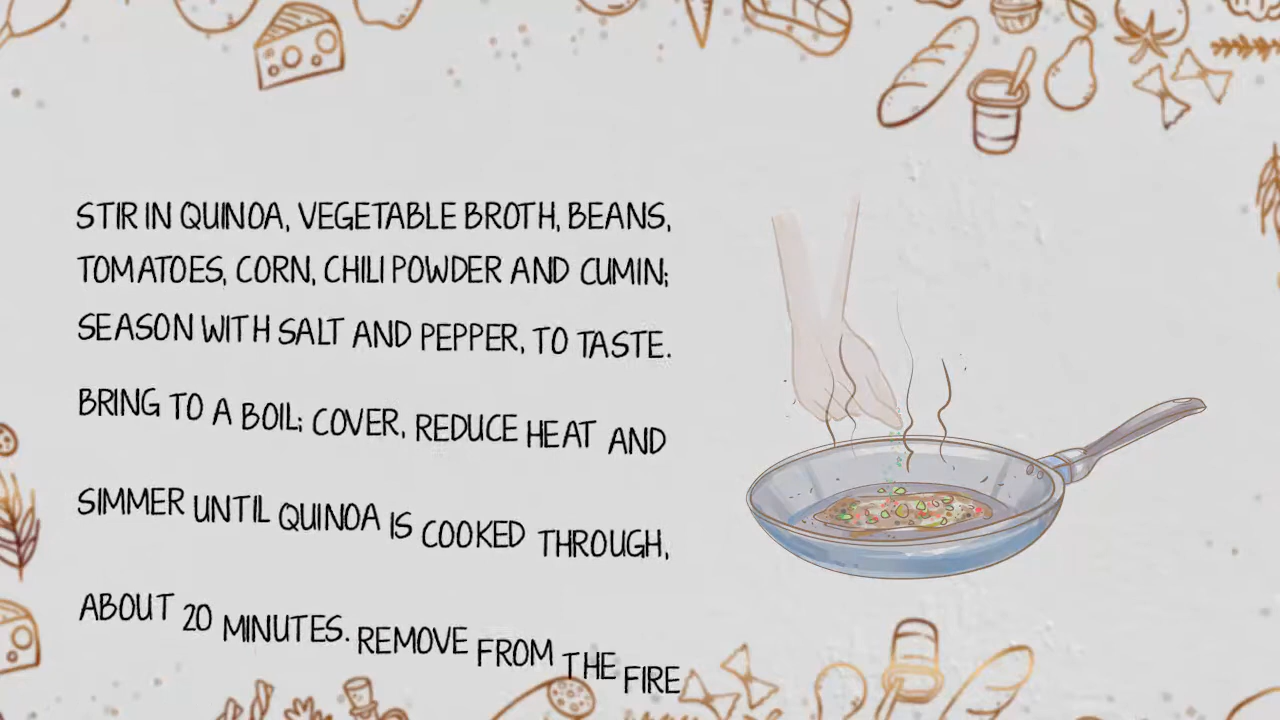 STIR IN QUINOA, VEGETABLE BROTH, BEANS,
TOMATOES, CORN, CHILI POWDER AND CUMIN;
SEASON WITH SALT AND PEPPER, TO TASTE.
BRING TO A BOIL; COVER, REDUCE HEAT AND
SIMMER UNTIL QUINOA IS COOKED THROUGH,
ABOUT 20 MINUTES. REMOVE FROM THE FIRE